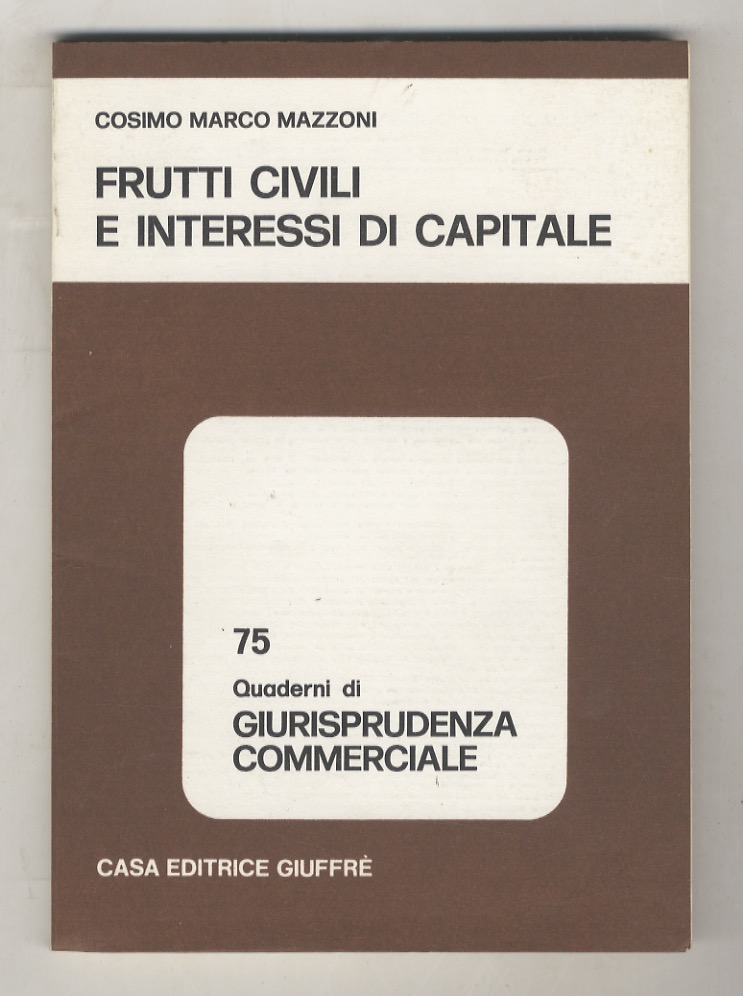 COSIMO MARCO MAZZONI
FRUTTI CIVILI
E INTERESSI DI CAPITALE
75
Quaderni di
GIURISPRUDENZA
COMMERCIALE
CASA EDITRICE GIUFFRÈ